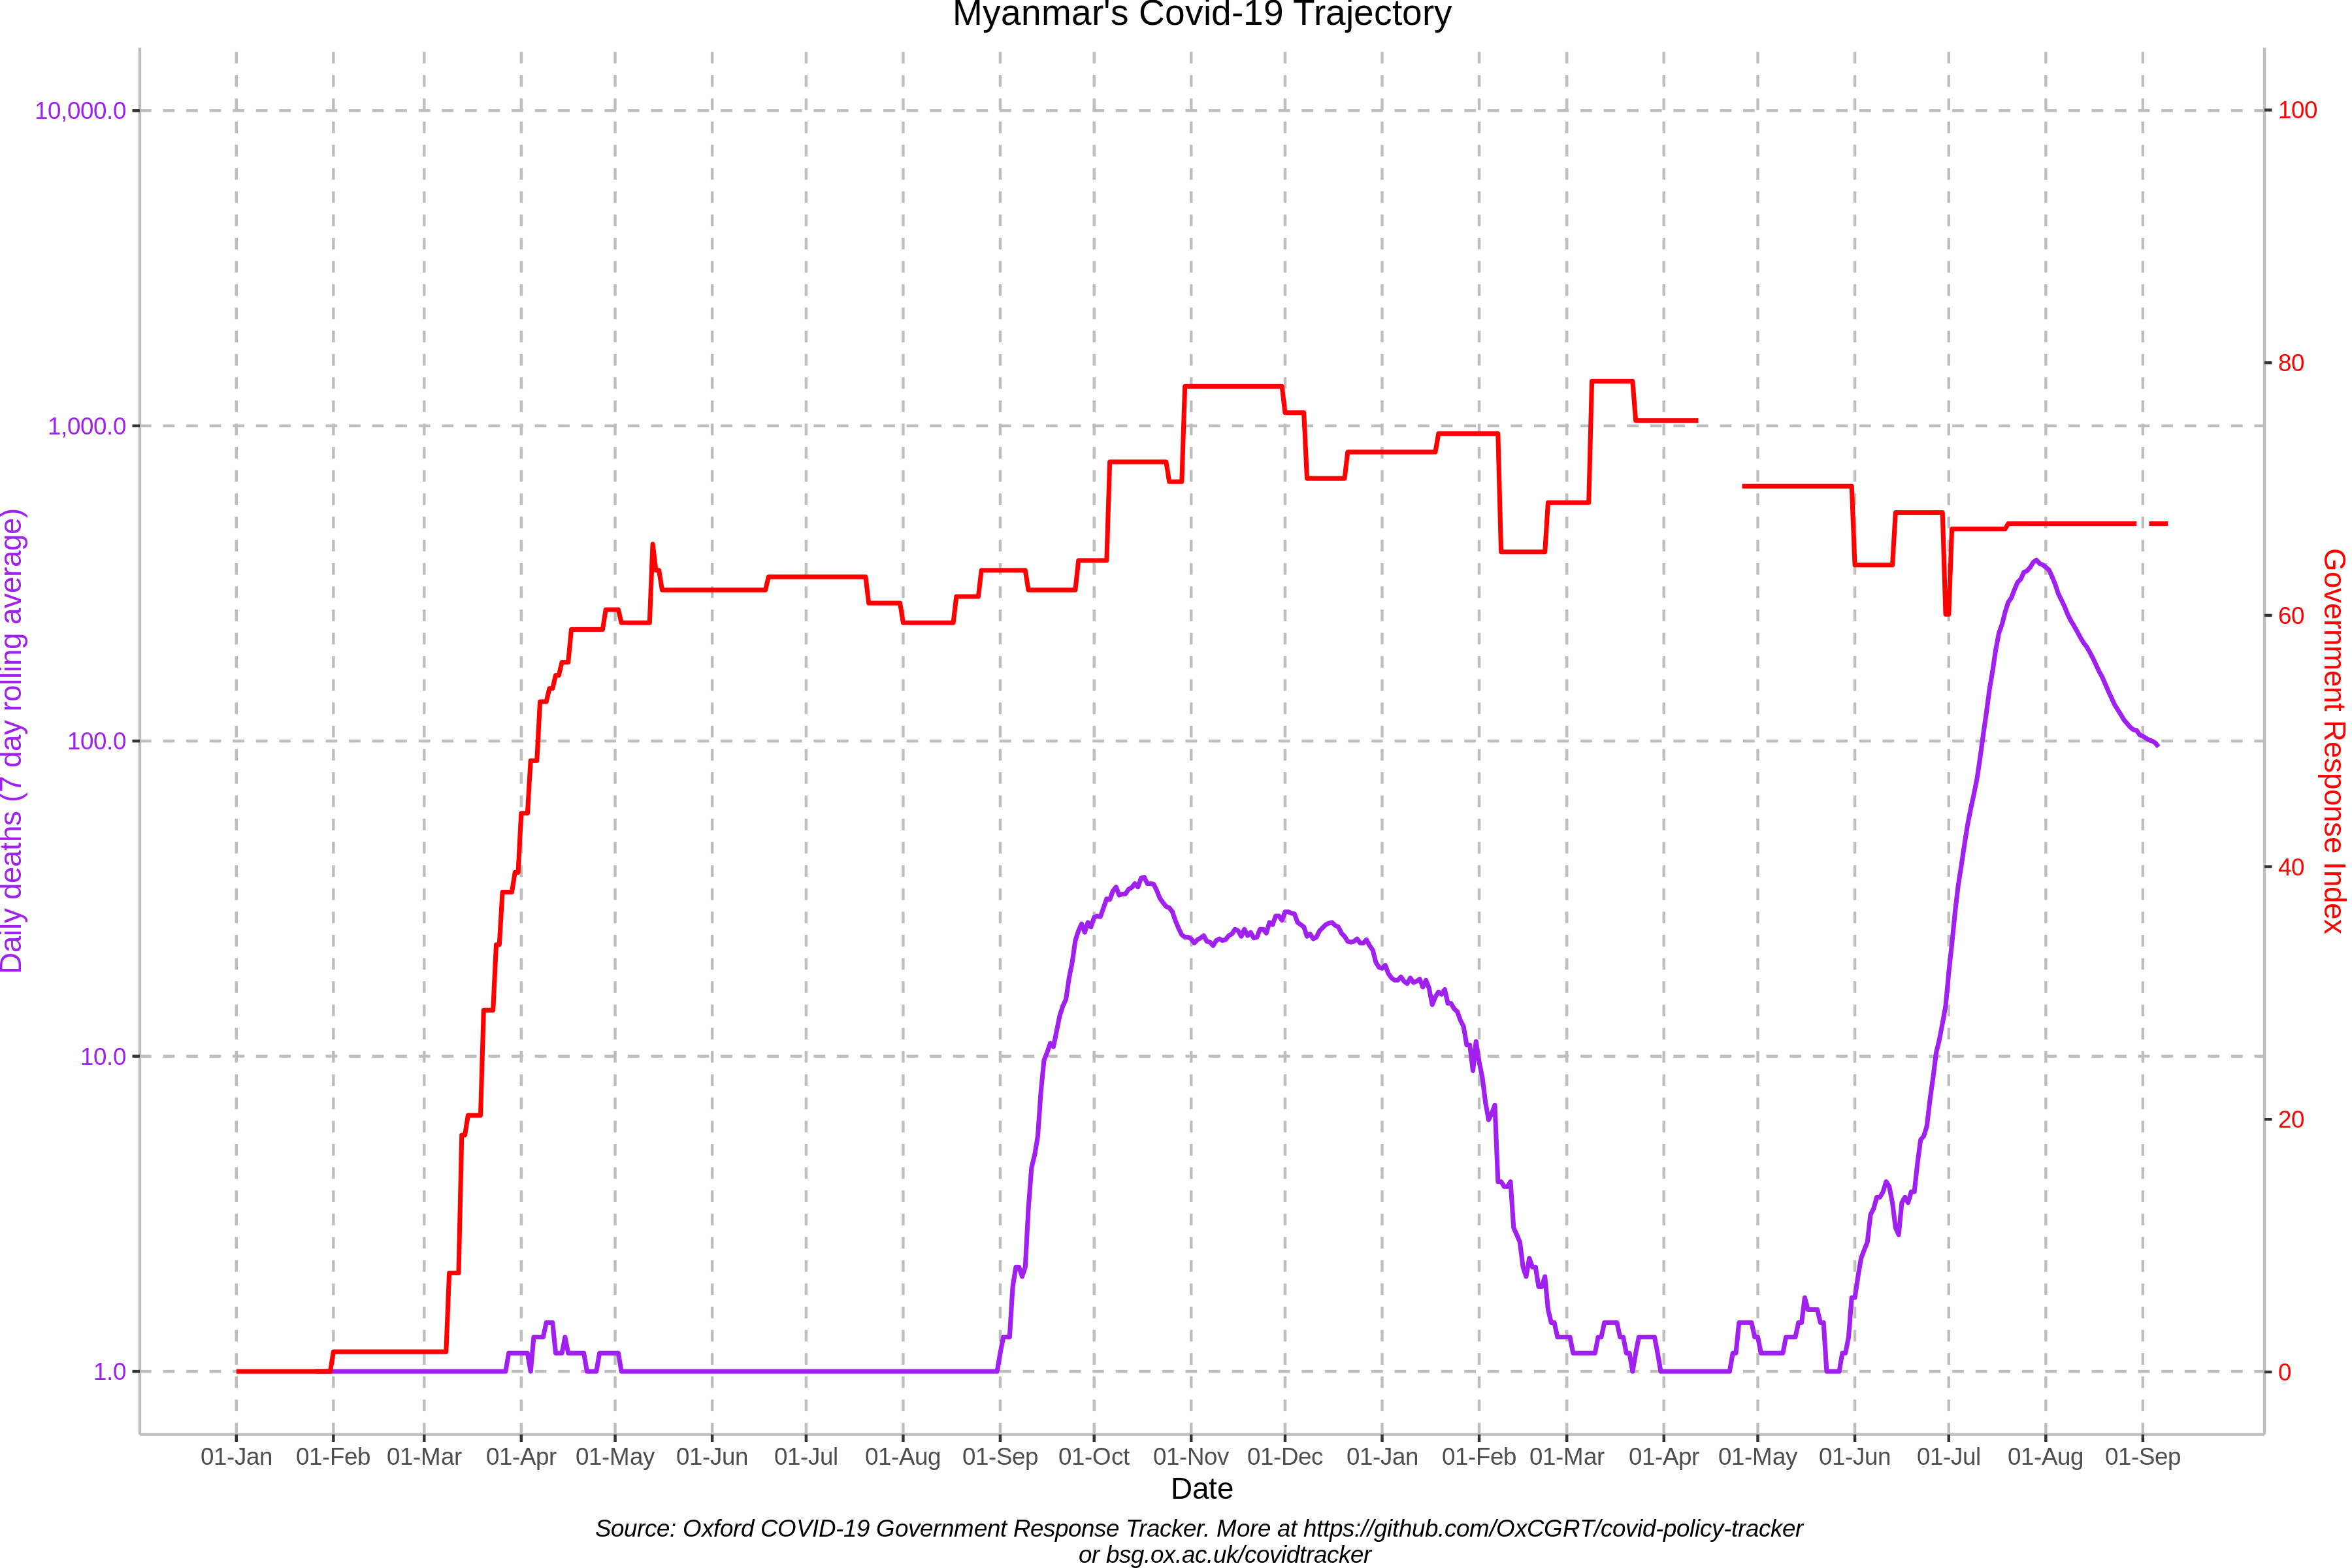 Myanmar's Covid-19 Trajectory
10,000.0
1,000.0
100.0
10.0
1.0
Daily deaths (7 day rolling average)
100
80
60
40
20
0
Government Response Index
01-Jan 01-Feb 01-Mar 01-Apr 01-May 01-Jun 01-Jul 01-Aug 01-Sep 01-Oct 01-Nov 01-Dec 01-Jan 01-Feb 01-Mar 01-Apr 01-May 01-Jun 01-Jul 01-Aug 01-Sep
Date
Source: Oxford COVID-19 Government Response Tracker. More at https://github.com/OxCGRT/covid-policy-tracker
or bsg.ox.ac.uk/covidtracker